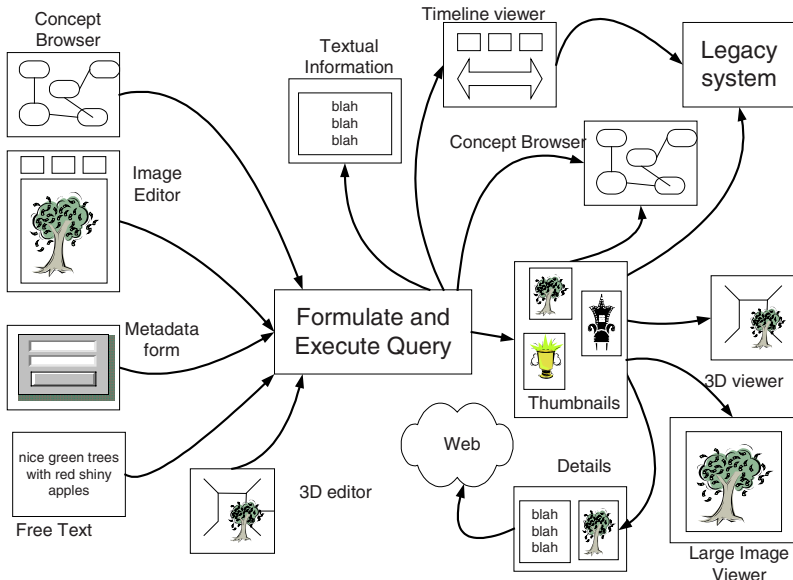 Concept
Browser
Image
Editor
Metadata
form
nice green trees
with red shiny
apples
Free Text
3D editor
Formulate and
Execute Query
Textual
Information
blah
blah
blah
Timeline viewer
Legacy
system
Concept Browser
Thumbnails
3D viewer
Large Image
Viewer
Details
blah
blah
blah
Web